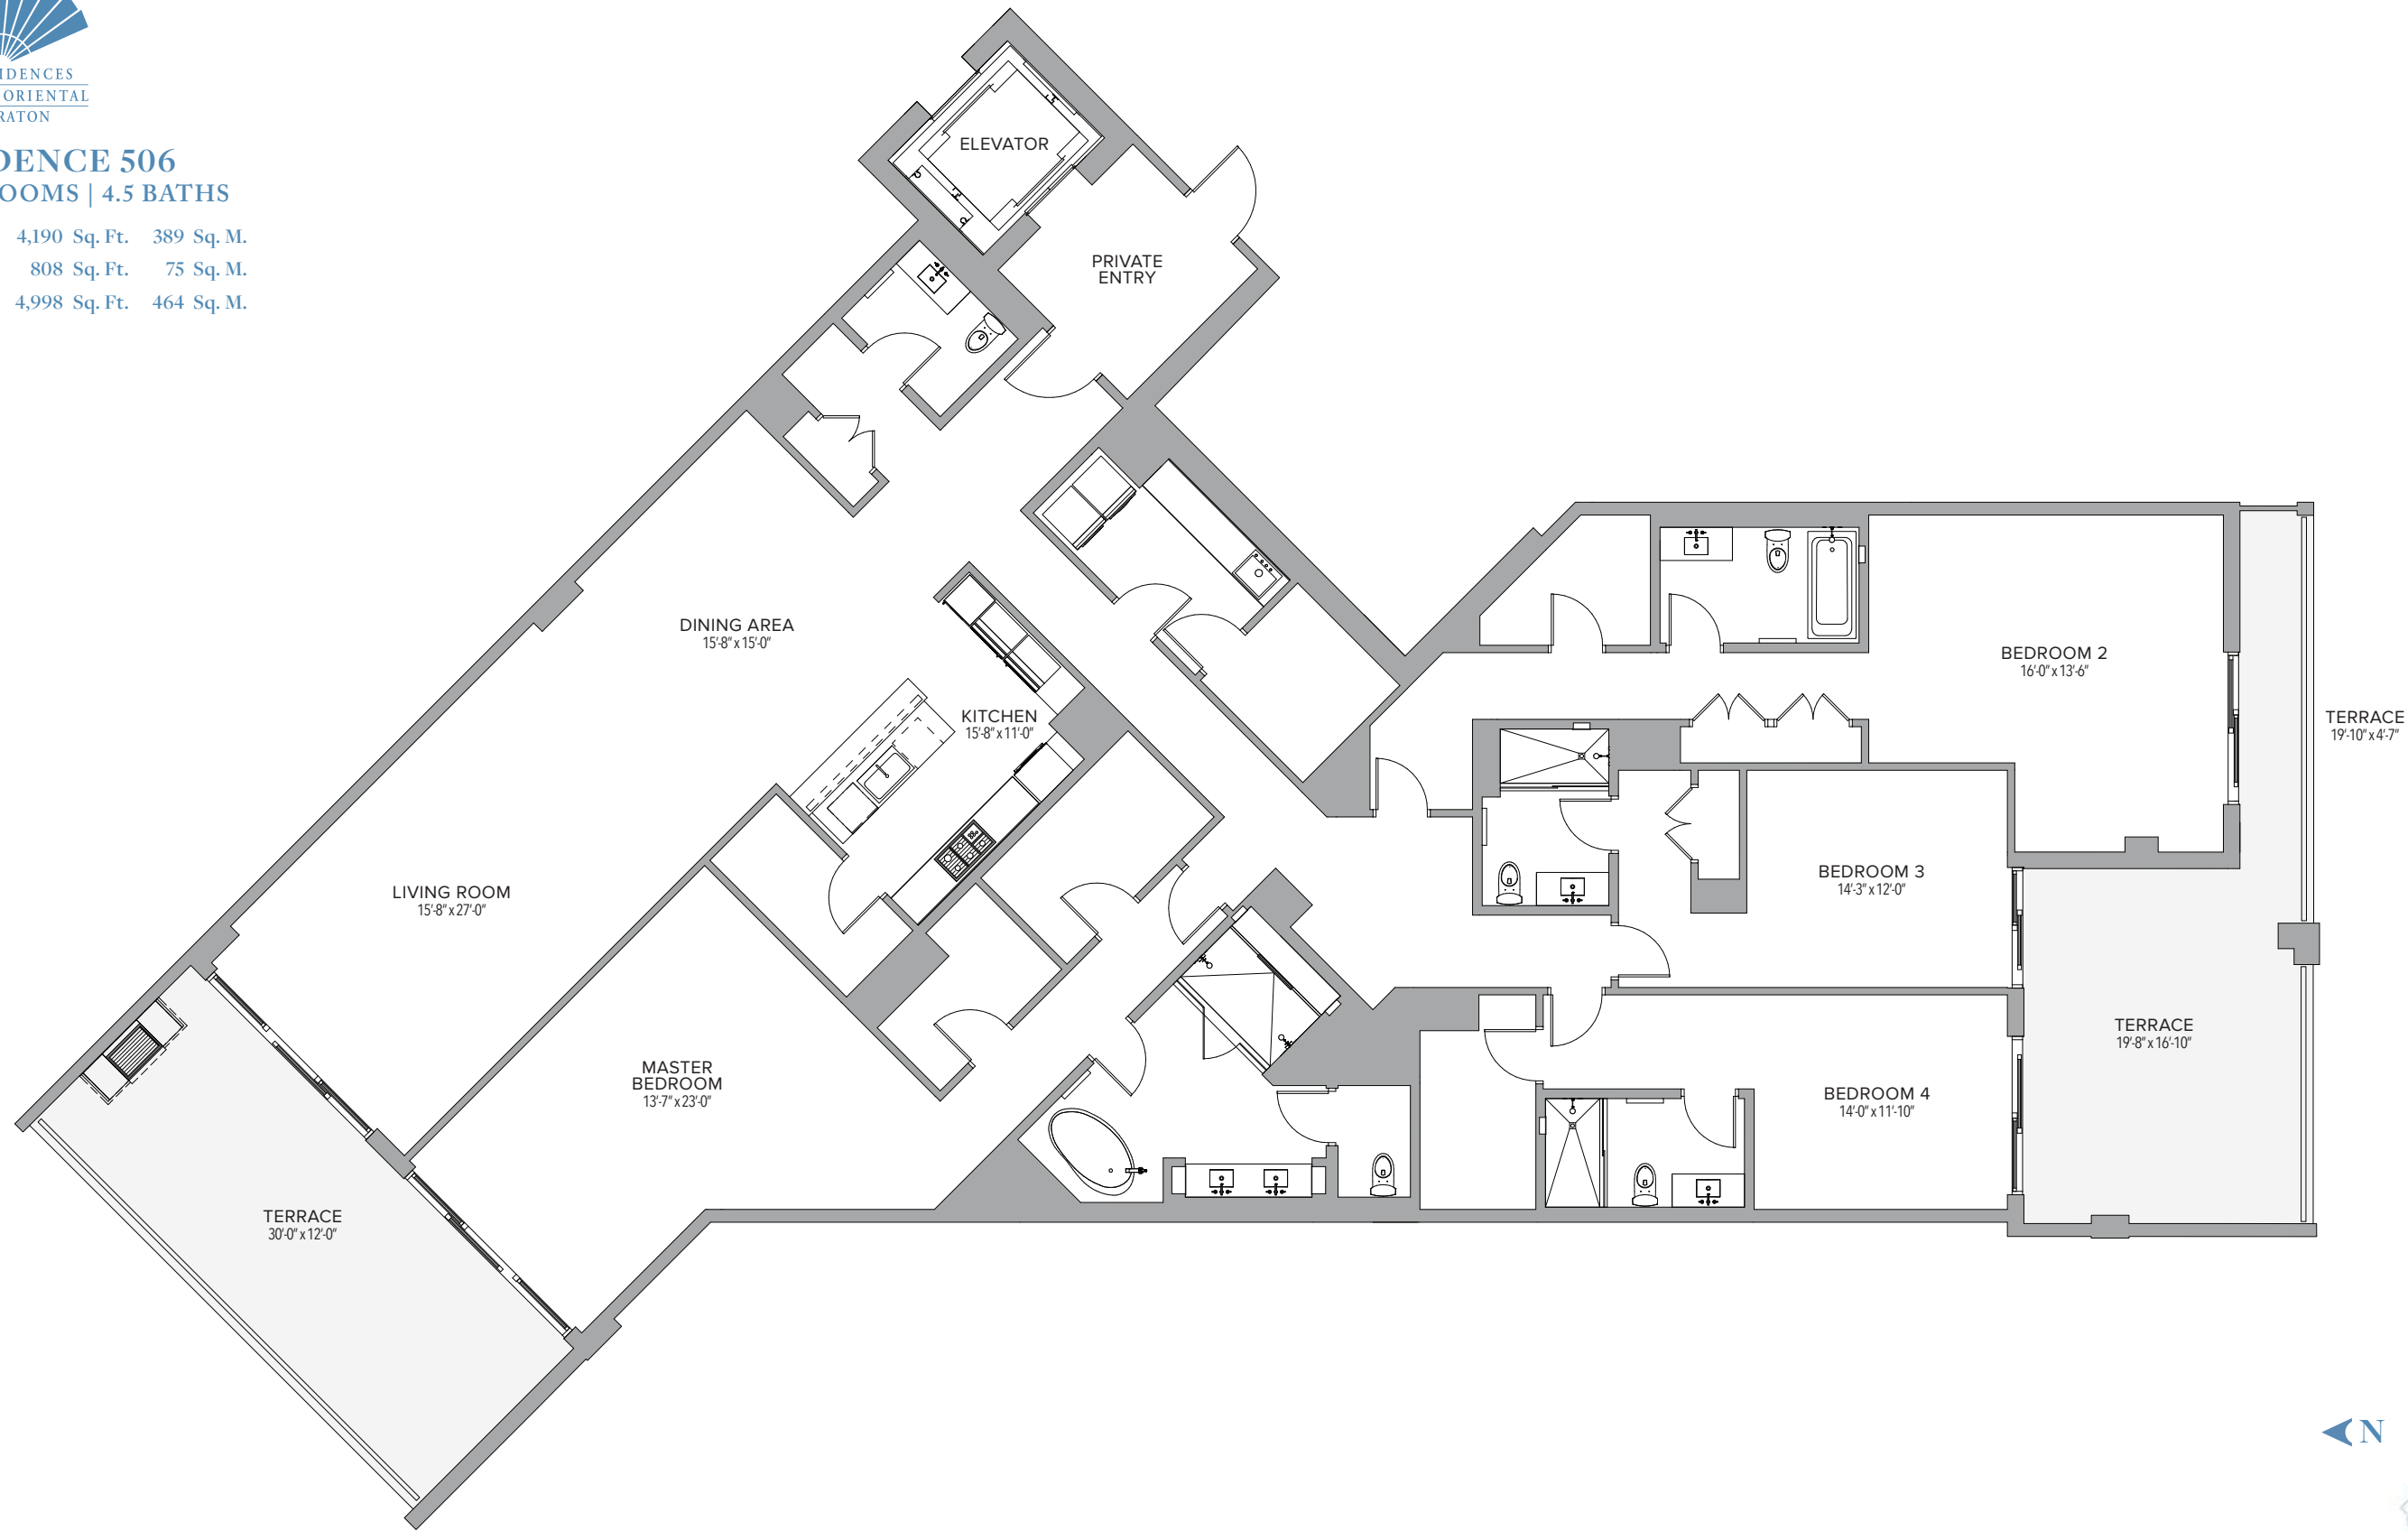 ORIENTAL
506
| 4.5 BATHS
4,190 Sq. Ft. 389 Sq. M.
808 Sq. Ft. 75 Sq. M.
4,998 Sq. Ft. 464 Sq. M.
ELEVATOR
PRIVATE
ENTRY
DINING AREA
15'-8" x 15'-0"
KITCHEN
15'-8" x 11'-0"
BEDROOM 2
16'-0" x 13'-6"
TERRACE
19'-10" x 4'-7"
LIVING ROOM
15'-8" x 27'-0"
BEDROOM 3
14'-3" x 12'-0"
MASTER
BEDROOM
13'-7" x 23'-0"
TERRACE
19'-8" x 16'-10"
BEDROOM 4
14'-0" x 11'-10"
TERRACE
30'-0" x 12'-0"
N